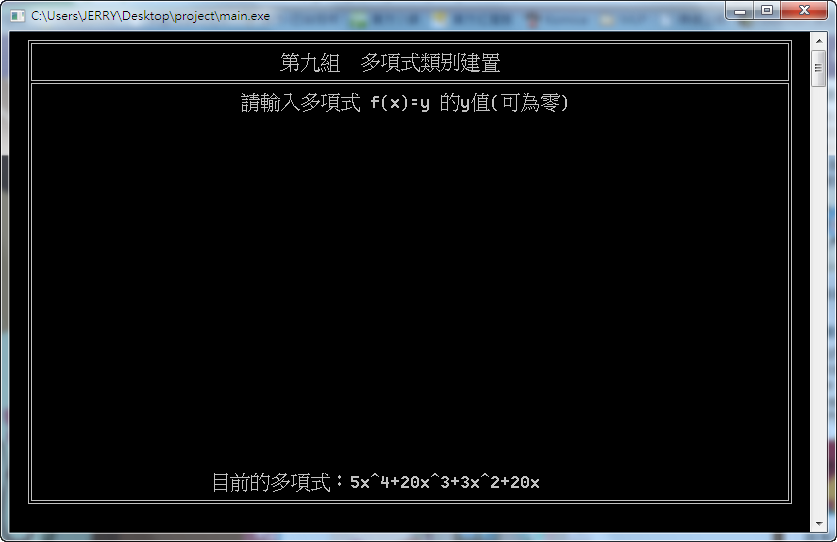 C:\Users\JERRY\Desktop\project\main.exe
第九組 多項式類別建置
請輸入多項式 f(x)=y 的y值(可為零)
目前的多項式：5x^4+20x^3+3x^2+20x